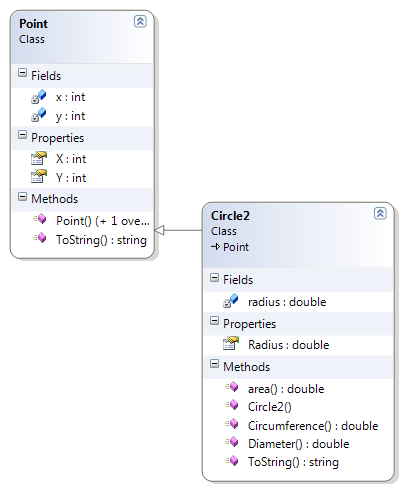 Point
Class
Fields
x : int
y : int
Properties
X : int
Y : int
Methods
Point() (+ 1 ove...
ToString() : string
Circle2
Class
Point
Fields
radius : double
Properties
Radius : double
Methods
area() : double
Circle2()
Circumference() : double
Diameter() : double
ToString() : string